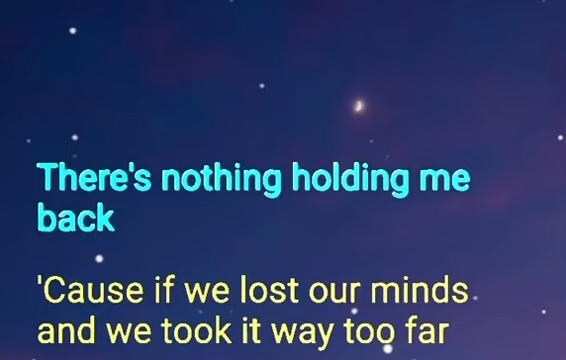 There's nothing holding me
back
'Cause if we lost our minds
and we took it way too far